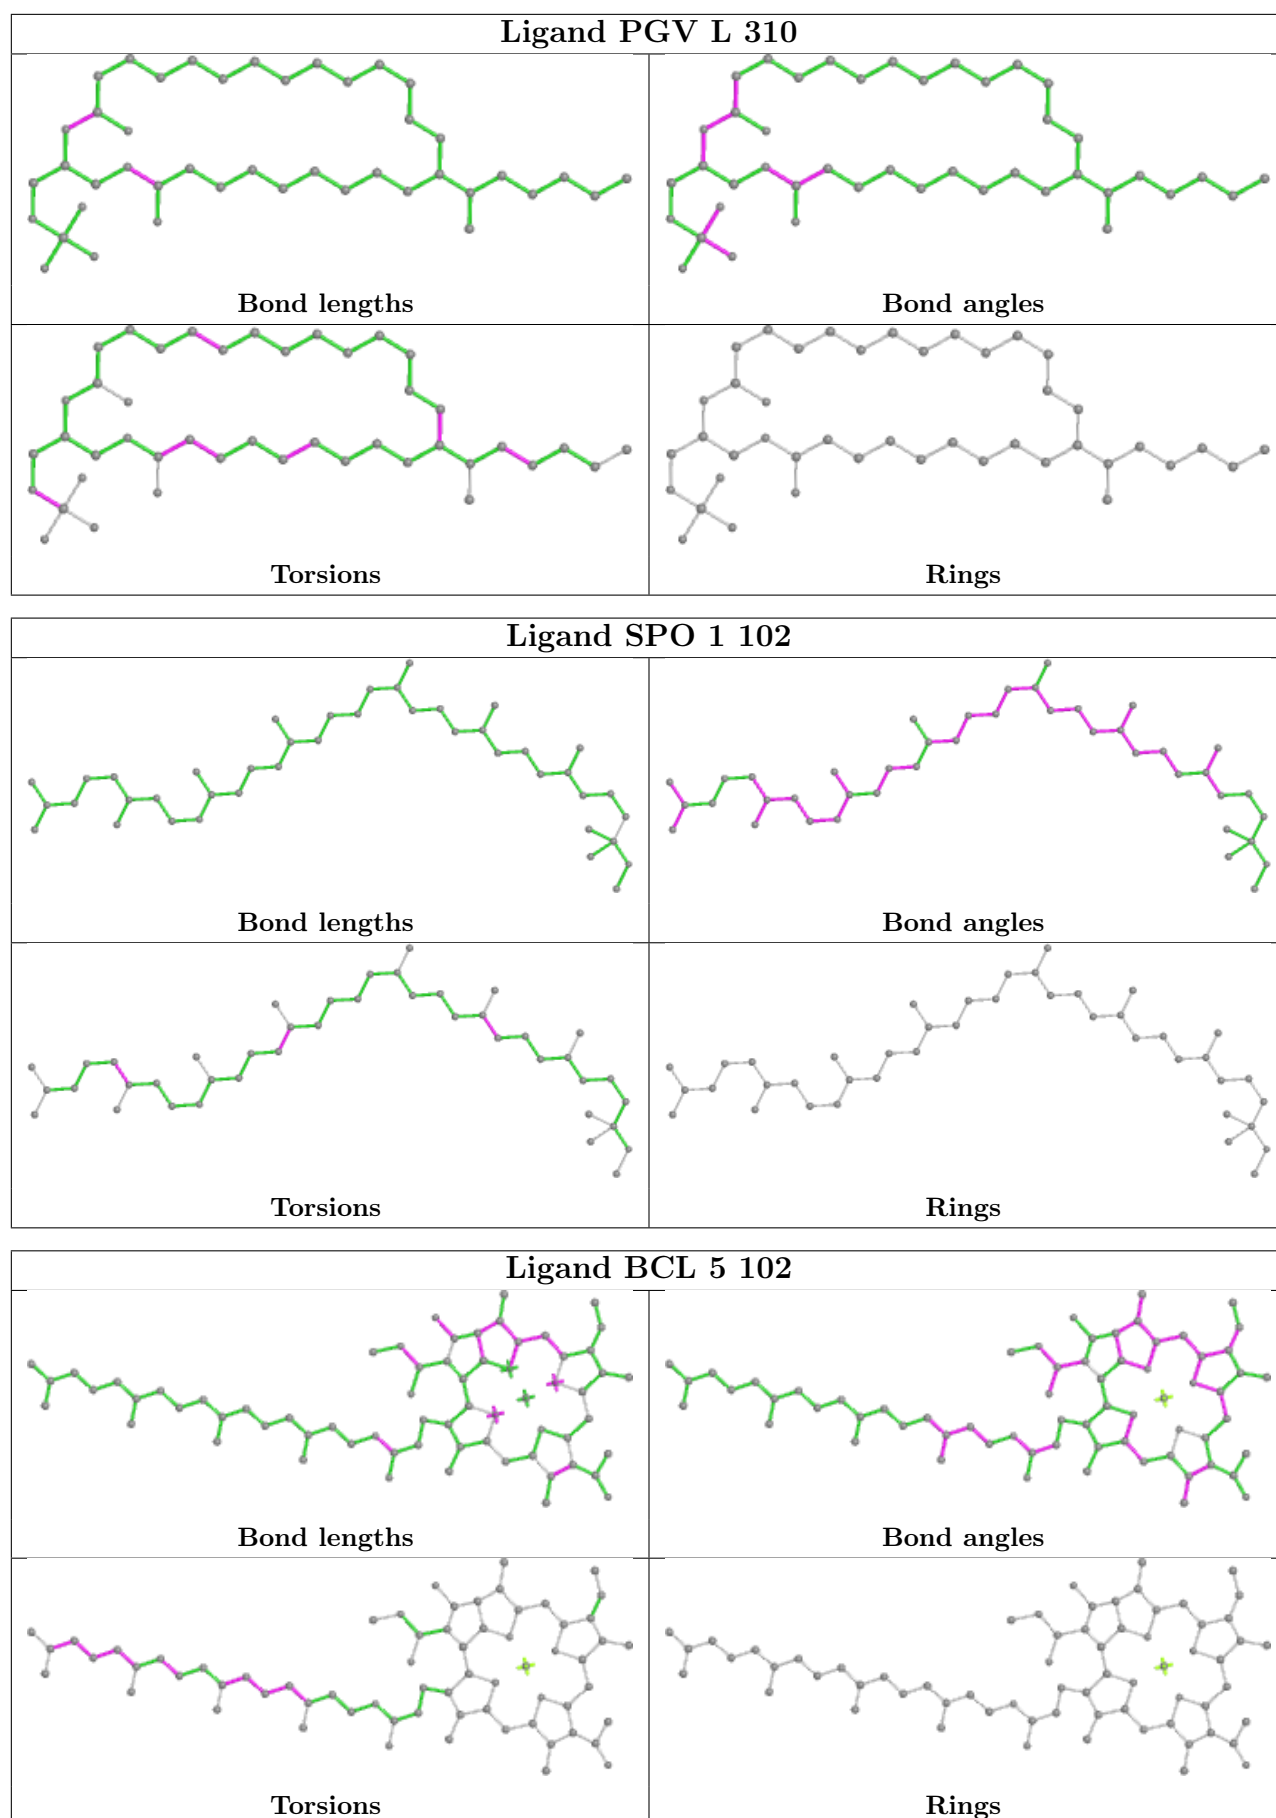 Ligand PGV L 310
Bond lengths
Bond angles
Torsions
Rings
Ligand SPO 1 102
Bond lengths
Bond angles
Torsions
Rings
Ligand BCL 5 102
Bond lengths
Bond angles
Torsions
Rings